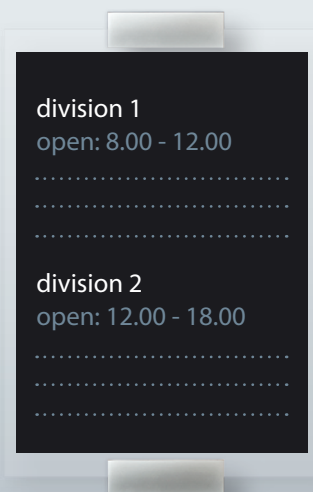 division 1
open: 8.00 - 12.00
division 2
open: 12.00 - 18.00